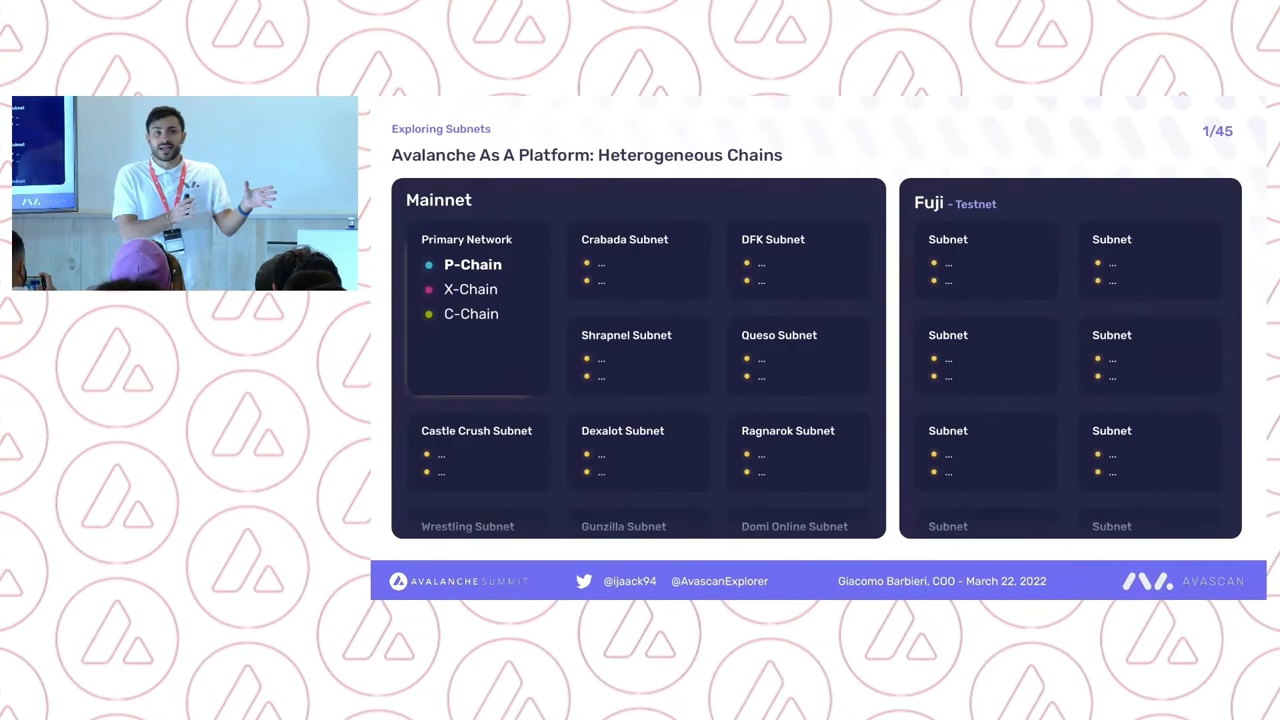 Exploring Subnets
1/45
Avalanche As A Platform: Heterogeneous Chains
Mainnet
Primary Network
P-Chain
X-Chain
C-Chain
Crabada Subnet
...
...
DFK Subnet
...
...
Shrapnel Subnet
...
...
Queso Subnet
...
...
Castle Crush Subnet
...
...
Dexalot Subnet
...
...
Ragnarok Subnet
...
...
Wrestling Subnet
Gunzilla Subnet
Domi Online Subnet
Fuji - Testnet
Subnet
...
...
Subnet
...
...
Subnet
...
...
Subnet
...
...
Subnet
...
...
Subnet
...
...
Subnet
Subnet
AVALANCHE SUMMIT
@ijaack94
@AvascanExplorer
Giacomo Barbieri, COO - March 22, 2022
AVASCAN